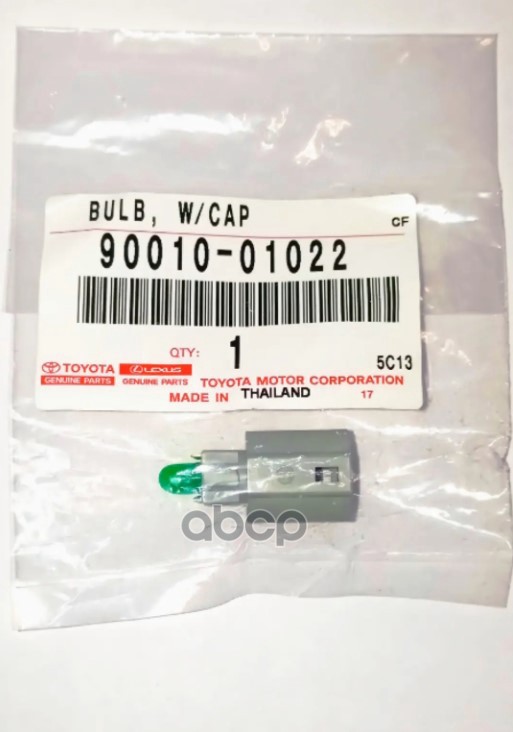 BULB, W/CAP
CF
90010-01022
QTY: 1
5C13
TOYOTA LEXUS
GENUINE PARTS GENUINE PARTS TOYOTA MOTOR CORPORATION
MADE IN THAILAND 17
abcp